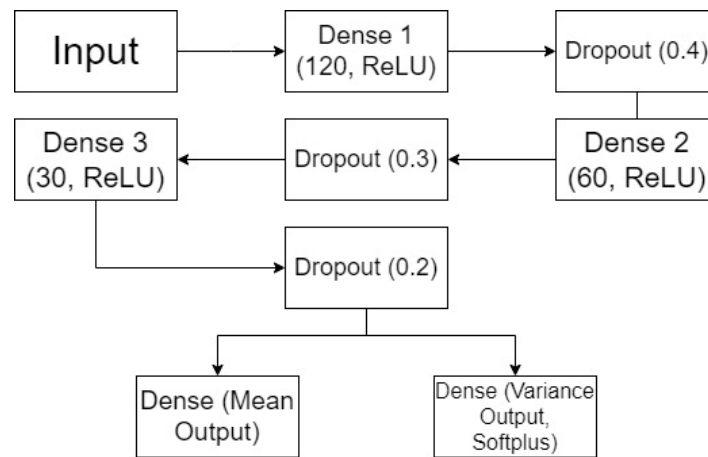 Input
Dense 1
(120, ReLU)
Dropout (0.4)
Dense 2
(60, ReLU)
Dropout (0.3)
Dense 3
(30, ReLU)
Dropout (0.2)
Dense (Mean
Output)
Dense (Variance
Output,
Softplus)